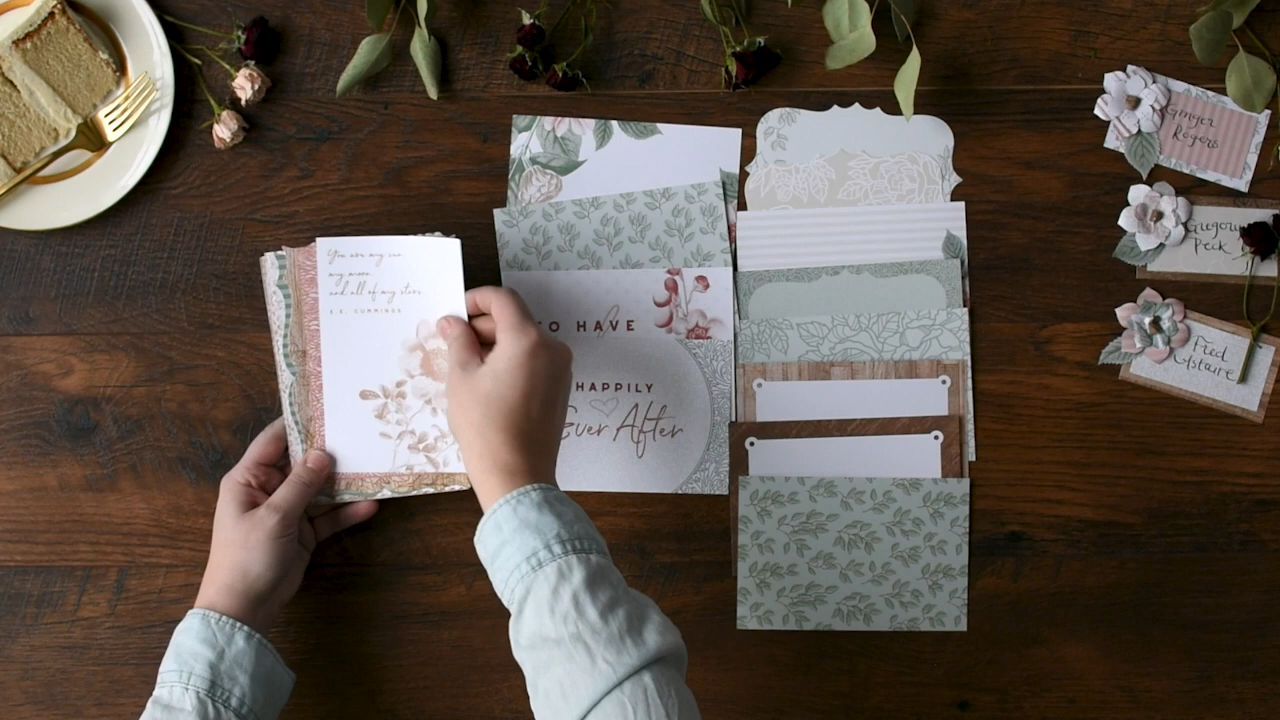 You are my sun
my moon
and all of my stars
E.E. CUMMINGS
TO HAVE
HAPPILY
Ever After
Ginger
Rogers
Gregory
Peck
Fred
Astaire